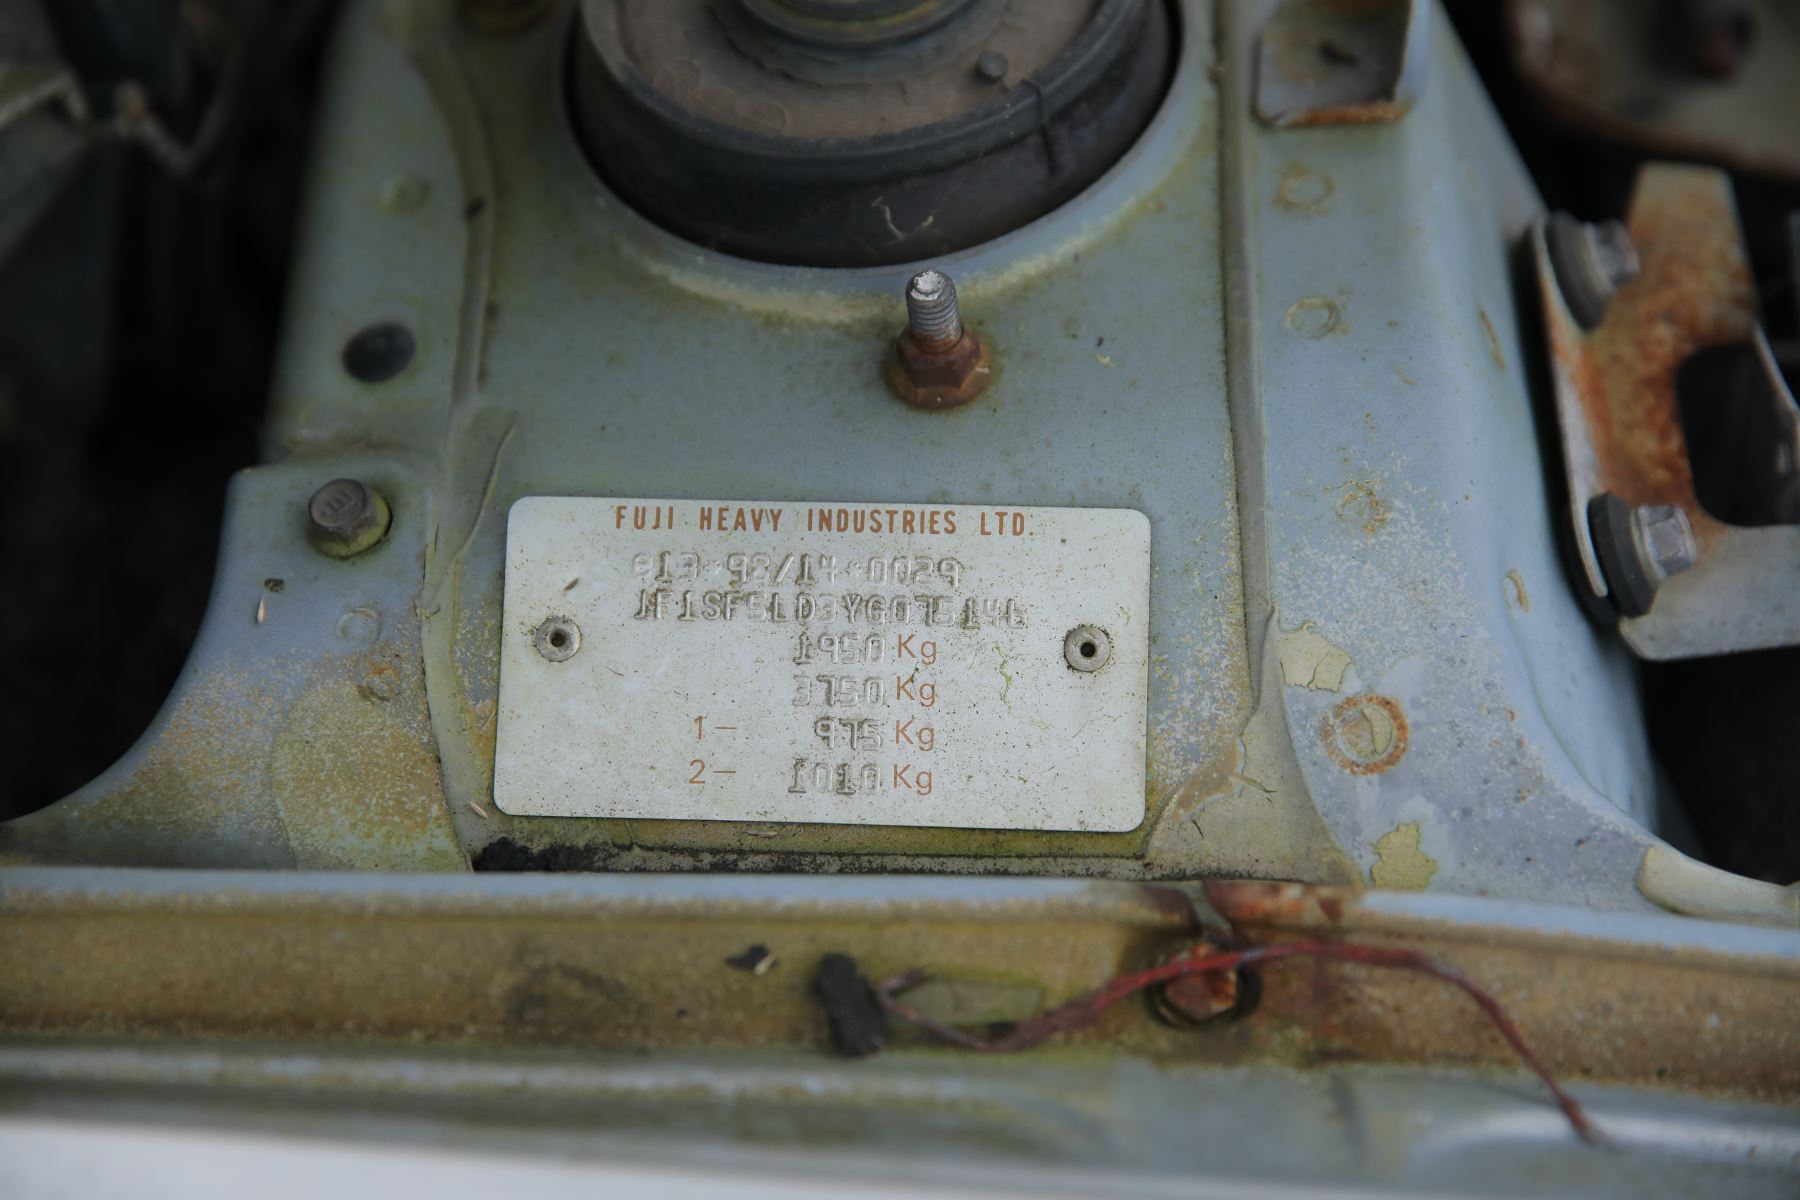 FUJI HEAVY INDUSTRIES LTD.
e13*98/14*0029
JF1SF5LD3YG075146
1950 Kg
3750 Kg
1– 975 Kg
2– 1010 Kg